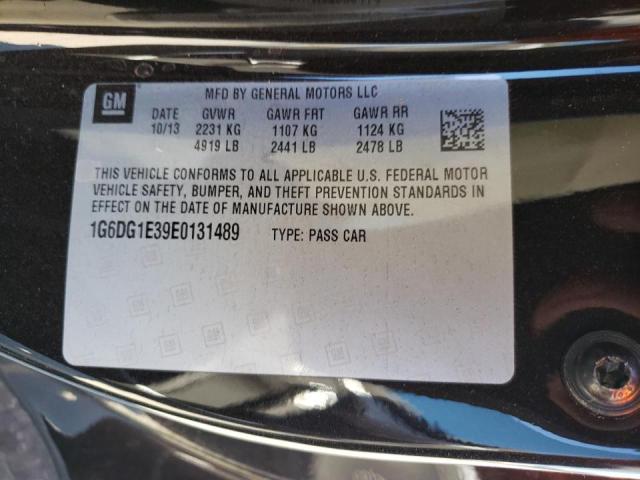 GM
MFD BY GENERAL MOTORS LLC
DATE GVWR GAWR FRT GAWR RR
10/13 2231 KG 1107 KG 1124 KG
4919 LB 2441 LB 2478 LB
THIS VEHICLE CONFORMS TO ALL APPLICABLE U.S. FEDERAL MOTOR
VEHICLE SAFETY, BUMPER, AND THEFT PREVENTION STANDARDS IN
EFFECT ON THE DATE OF MANUFACTURE SHOWN ABOVE.
1G6DG1E39E0131489 TYPE: PASS CAR